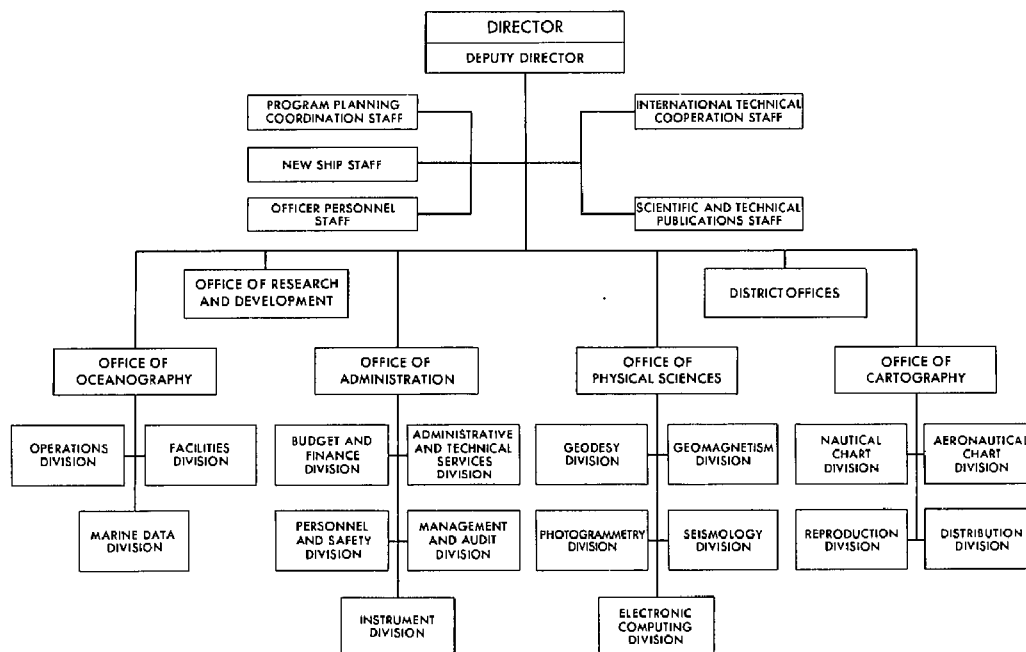 DIRECTOR
DEPUTY DIRECTOR
PROGRAM PLANNING
COORDINATION STAFF
INTERNATIONAL TECHNICAL
COOPERATION STAFF
NEW SHIP STAFF
OFFICER PERSONNEL
STAFF
SCIENTIFIC AND TECHNICAL
PUBLICATIONS STAFF
OFFICE OF RESEARCH
AND DEVELOPMENT
DISTRICT OFFICES
OFFICE OF
OCEANOGRAPHY
OFFICE OF
ADMINISTRATION
OFFICE OF
PHYSICAL SCIENCES
OFFICE OF
CARTOGRAPHY
OPERATIONS
DIVISION
FACILITIES
DIVISION
BUDGET AND
FINANCE DIVISION
ADMINISTRATIVE
AND TECHNICAL
SERVICES DIVISION
GEODESY
DIVISION
GEOMAGNETISM
DIVISION
NAUTICAL
CHART
DIVISION
AERONAUTICAL
CHART DIVISION
MARINE DATA
DIVISION
PERSONNEL
AND SAFETY
DIVISION
MANAGEMENT
AND AUDIT
DIVISION
PHOTOGRAMMETRY
DIVISION
SEISMOLOGY
DIVISION
REPRODUCTION
DIVISION
DISTRIBUTION
DIVISION
INSTRUMENT
DIVISION
ELECTRONIC
COMPUTING
DIVISION